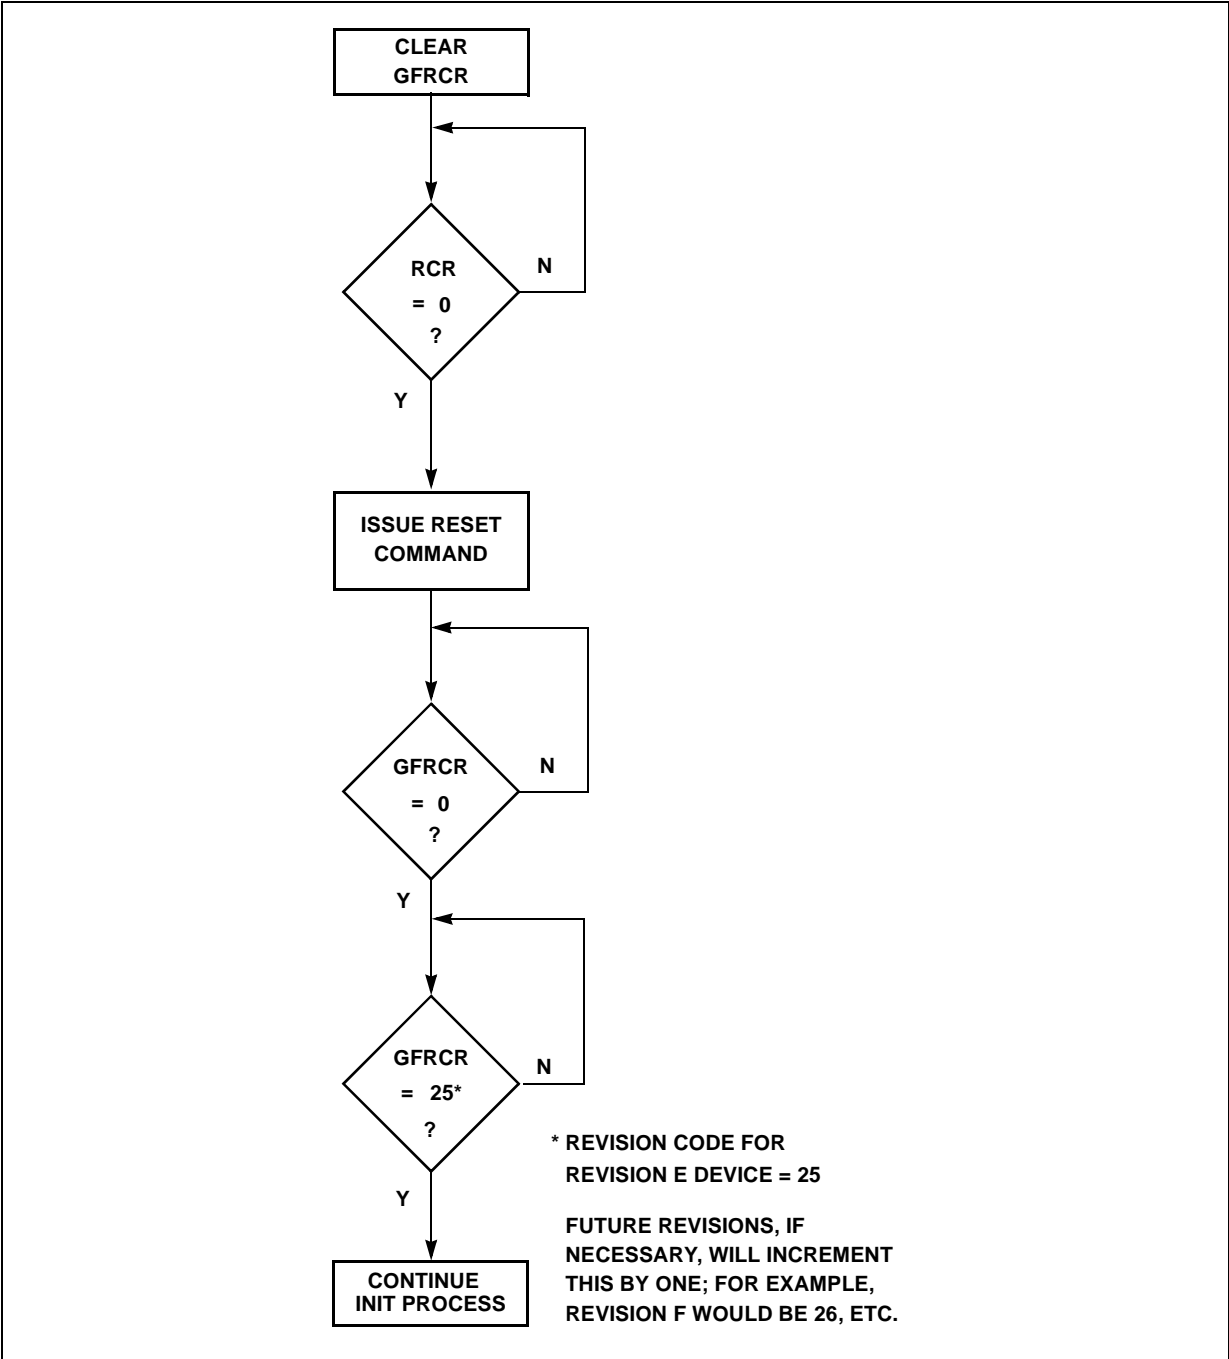 CLEAR
GFRCR
RCR
= 0
?
N
Y
ISSUE RESET
COMMAND
GFRCR
= 0
?
N
Y
GFRCR
= 25*
?
N
Y
* REVISION CODE FOR
REVISION E DEVICE = 25
FUTURE REVISIONS, IF
NECESSARY, WILL INCREMENT
THIS BY ONE; FOR EXAMPLE,
REVISION F WOULD BE 26, ETC.
CONTINUE
INIT PROCESS